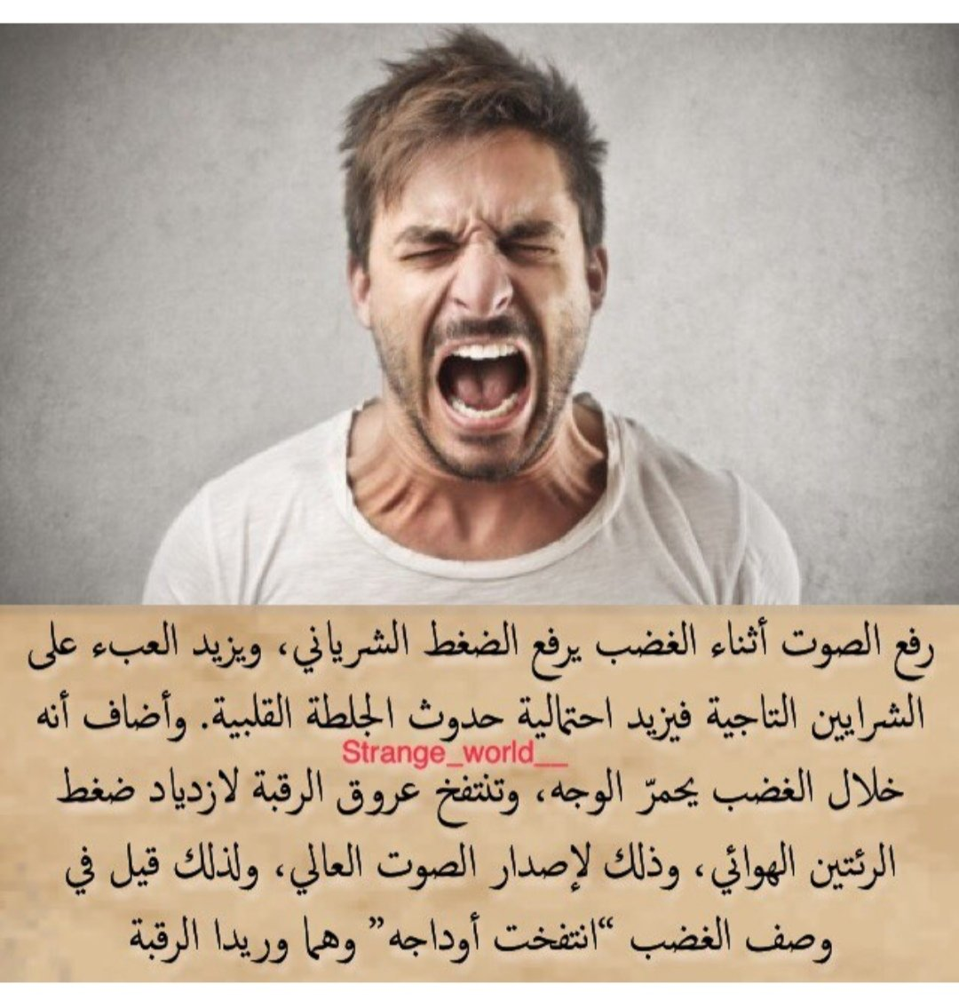 رفع الصوت أثناء الغضب يرفع الضغط الشرياني، ويزيد العبء على
الشرايين التاجية فيزيد احتمالية حدوث الجلطة القلبية. وأضاف أنه
Strange_world__
خلال الغضب يحمرّ الوجه، وتنتفخ عروق الرقبة لازدياد ضغط
الرئتين الهوائي، وذلك لإصدار الصوت العالي، ولذلك قيل في
وصف الغضب “انتفخت أوداجه” وهما وريدا الرقبة